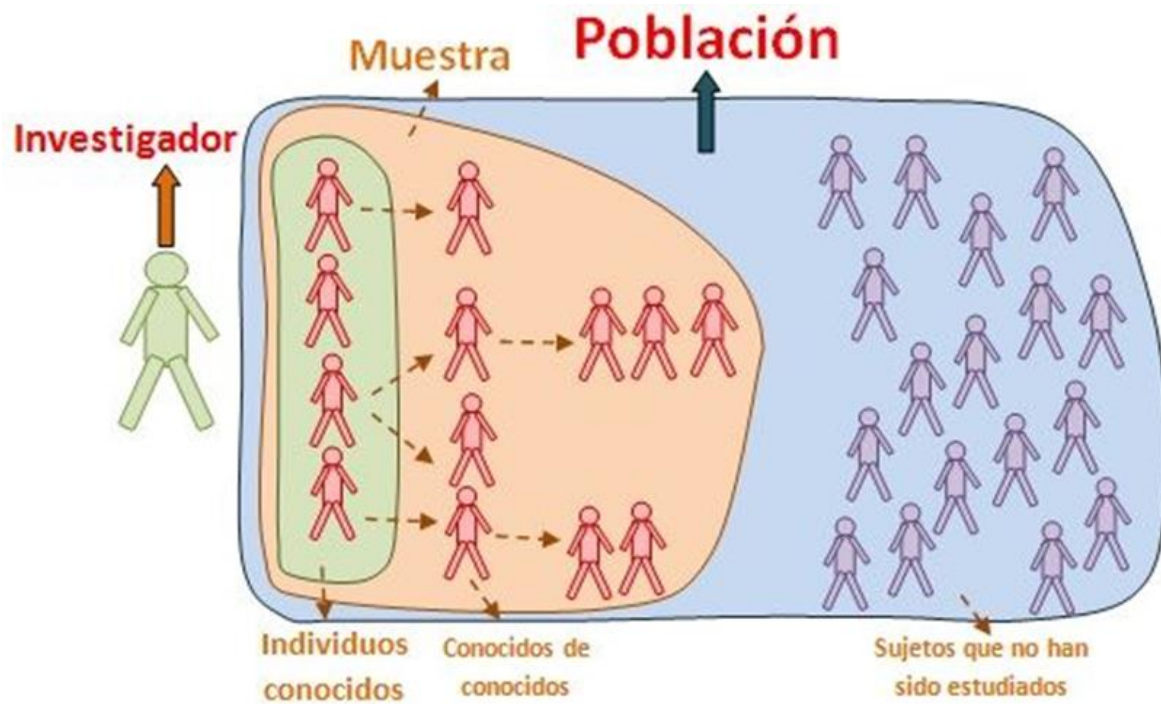 Población
Muestra
Investigador
Individuos
conocidos
Conocidos de
conocidos
Sujetos que no han
sido estudiados